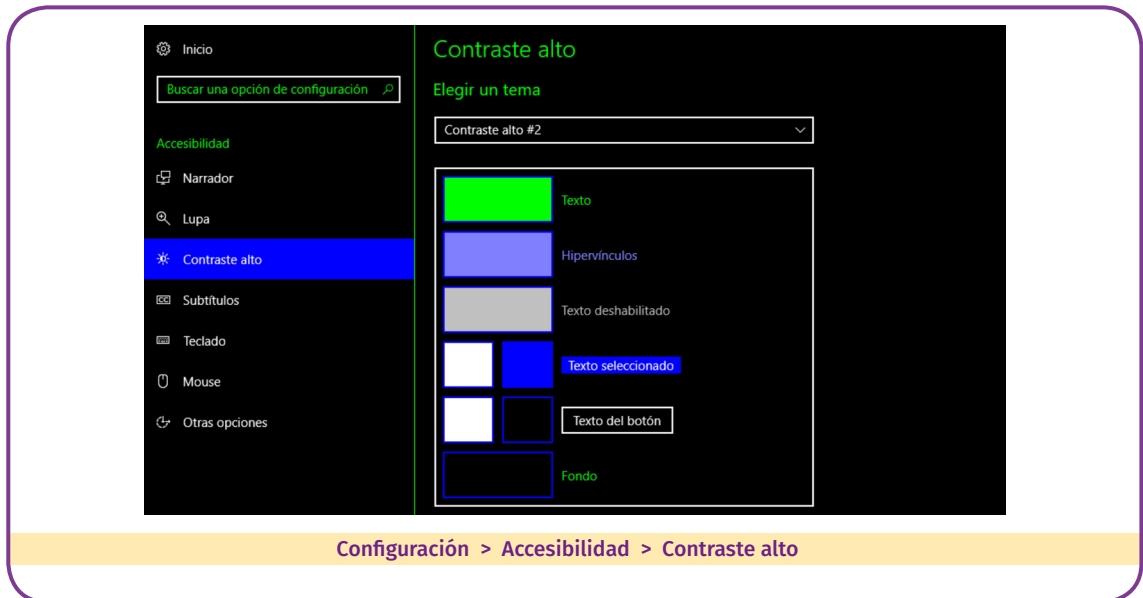 Inicio
Buscar una opción de configuración
Accesibilidad
Narrador
Lupa
Contraste alto
Subtítulos
Teclado
Mouse
Otras opciones
Contraste alto
Elegir un tema
Contraste alto #2
Texto
Hipervínculos
Texto deshabilitado
Texto seleccionado
Texto del botón
Fondo
Configuración > Accesibilidad > Contraste alto